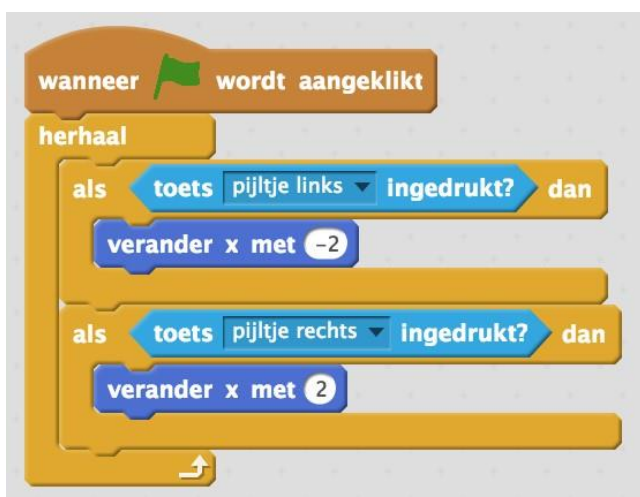 wanneer wordt aangeklikt
herhaal
als toets pijltje links ingedrukt? dan
verander x met -2
als toets pijltje rechts ingedrukt? dan
verander x met 2